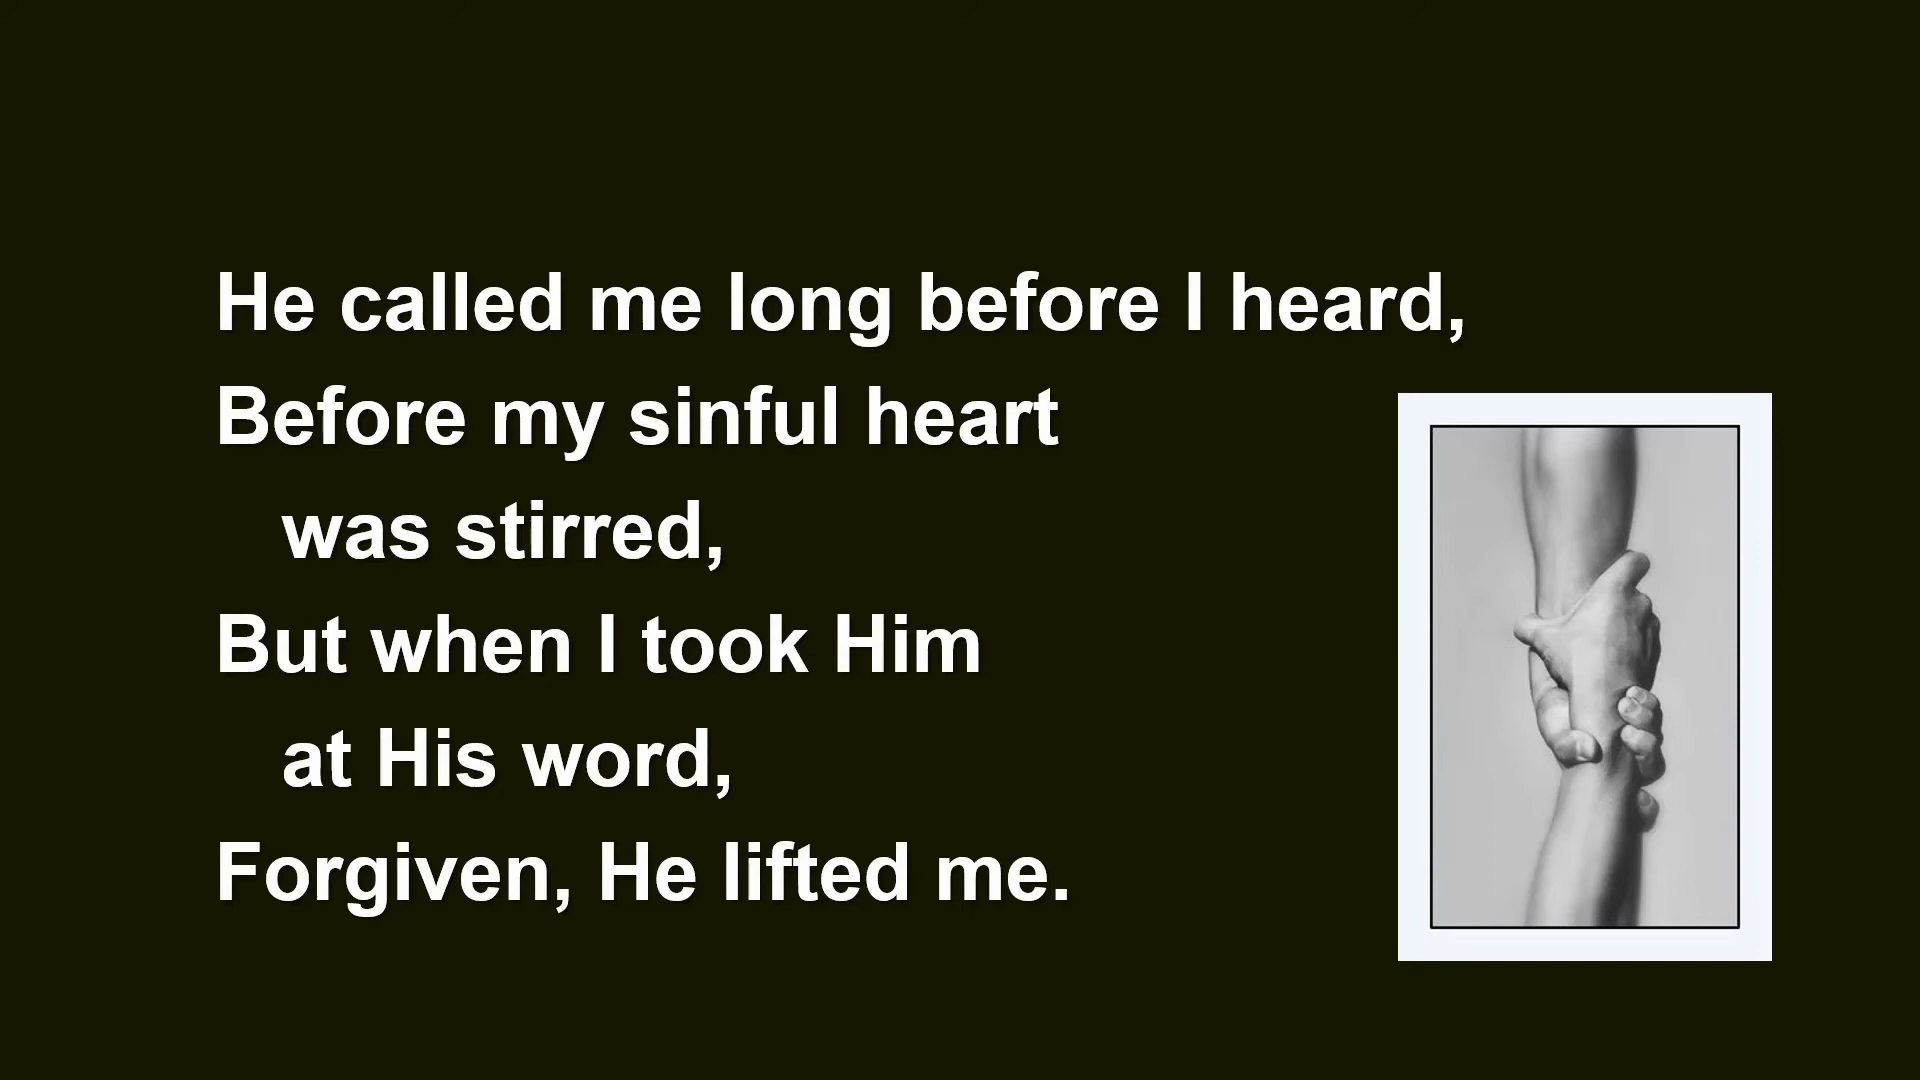 He called me long before I heard,
Before my sinful heart
was stirred,
But when I took Him
at His word,
Forgiven, He lifted me.